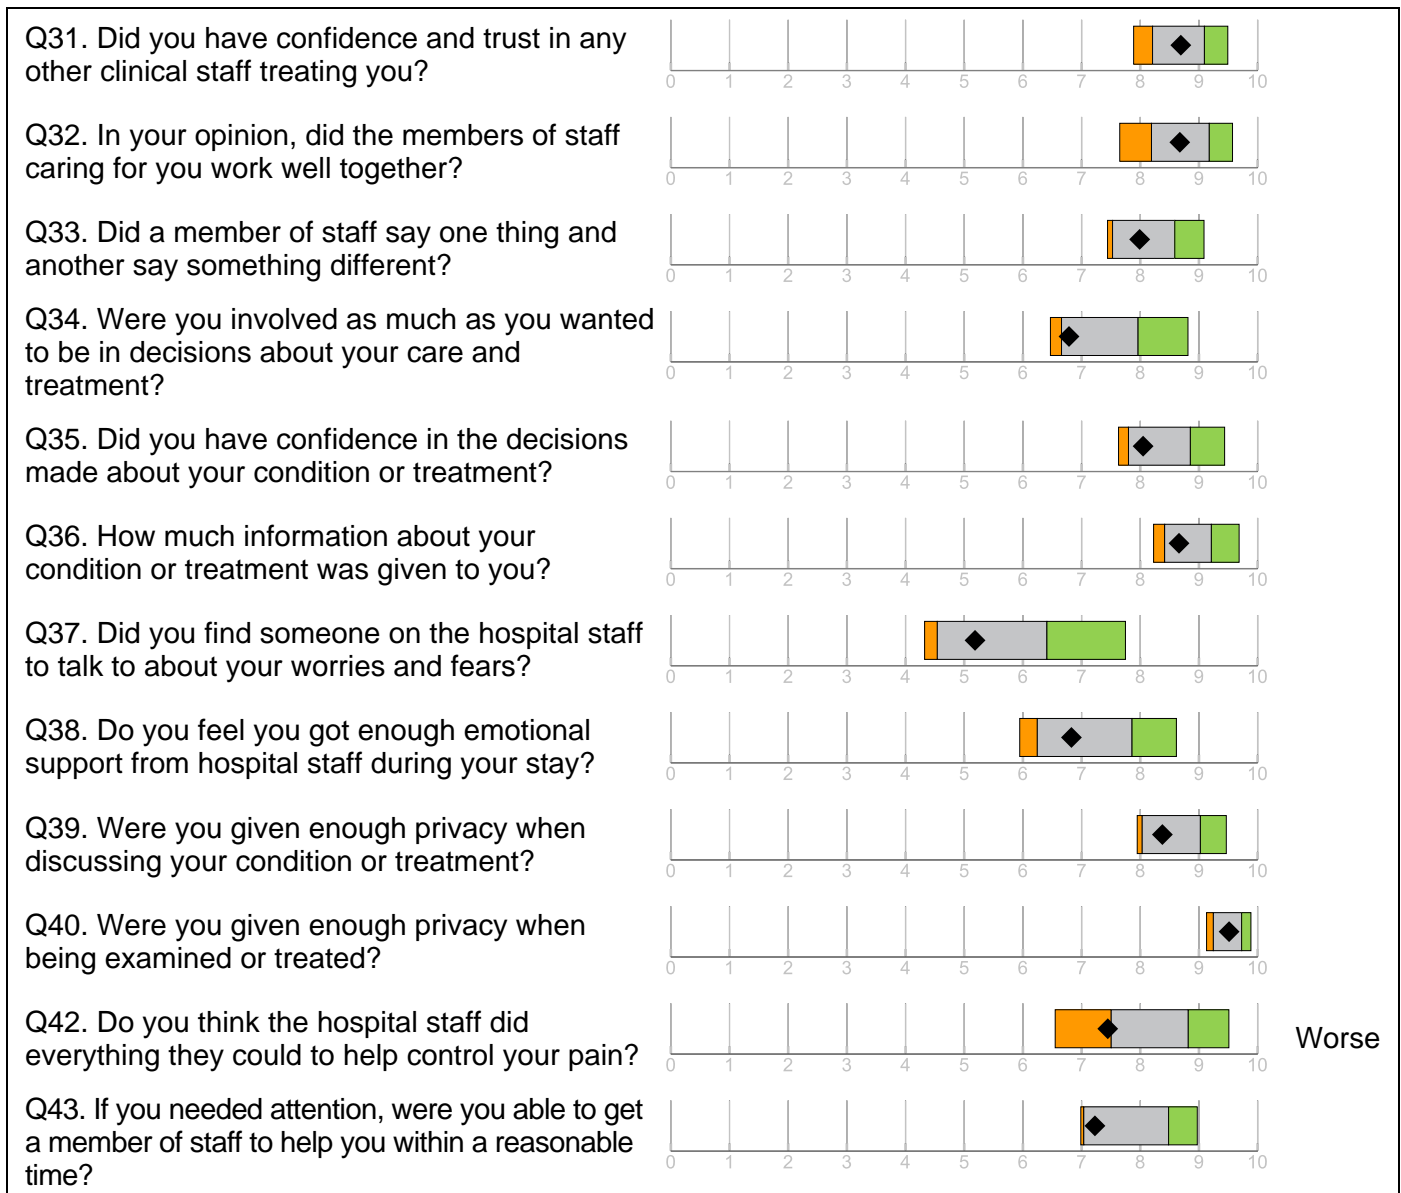 Q31. Did you have confidence and trust in any
other clinical staff treating you?
0 1 2 3 4 5 6 7 8 9 10
Q32. In your opinion, did the members of staff
caring for you work well together?
0 1 2 3 4 5 6 7 8 9 10
Q33. Did a member of staff say one thing and
another say something different?
0 1 2 3 4 5 6 7 8 9 10
Q34. Were you involved as much as you wanted
to be in decisions about your care and
treatment?
0 1 2 3 4 5 6 7 8 9 10
Q35. Did you have confidence in the decisions
made about your condition or treatment?
0 1 2 3 4 5 6 7 8 9 10
Q36. How much information about your
condition or treatment was given to you?
0 1 2 3 4 5 6 7 8 9 10
Q37. Did you find someone on the hospital staff
to talk to about your worries and fears?
0 1 2 3 4 5 6 7 8 9 10
Q38. Do you feel you got enough emotional
support from hospital staff during your stay?
0 1 2 3 4 5 6 7 8 9 10
Q39. Were you given enough privacy when
discussing your condition or treatment?
0 1 2 3 4 5 6 7 8 9 10
Q40. Were you given enough privacy when
being examined or treated?
0 1 2 3 4 5 6 7 8 9 10
Q42. Do you think the hospital staff did
everything they could to help control your pain?
0 1 2 3 4 5 6 7 8 9 10
Worse
Q43. If you needed attention, were you able to get
a member of staff to help you within a reasonable
time?
0 1 2 3 4 5 6 7 8 9 10